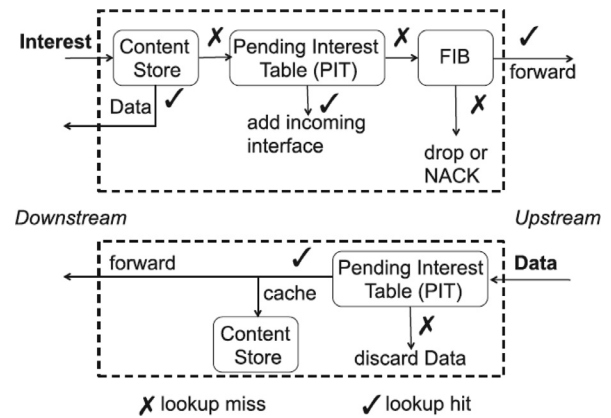 Interest
Content
Store
✗
Pending Interest
Table (PIT)
✗
FIB
✓
forward
Data
✓
✓
add incoming
interface
✗
drop or
NACK
Downstream
Upstream
forward
✓
Pending Interest
Table (PIT)
Data
cache
Content
Store
✗
discard Data
✗ lookup miss
✓ lookup hit